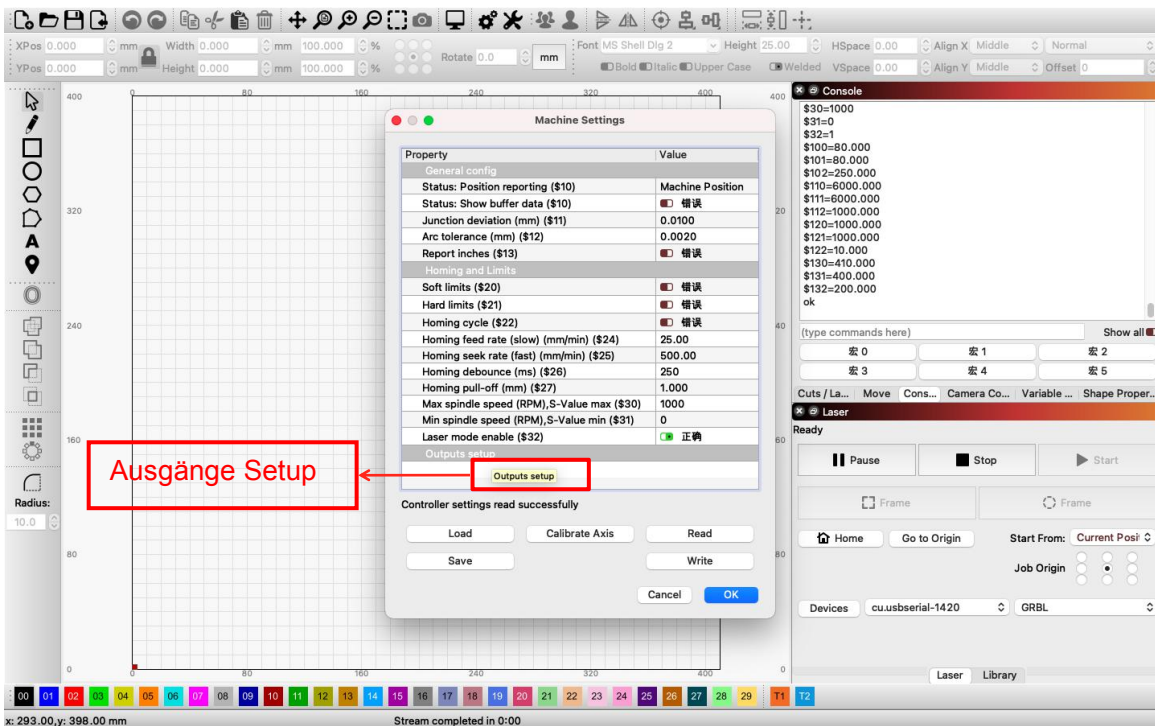 XPos 0.000 mm Width 0.000 mm 100.000 % Rotate 0.0 mm Font MS Shell Dlg 2 Height 25.00 HSpace 0.00 Align X Middle Normal
YPos 0.000 mm Height 0.000 mm 100.000 % Bold Italic Upper Case Welded VSpace 0.00 Align Y Middle Offset 0
400 0 80 160 240 320 400 400
Console
$30=1000
$31=0
$32=1
$100=80.000
$101=80.000
$102=250.000
$110=6000.000
$111=6000.000
$112=1000.000
$120=1000.000
$121=1000.000
$122=10.000
$130=410.000
$131=400.000
$132=200.000
ok
(type commands here) Show all
宏 0 宏 1 宏 2
宏 3 宏 4 宏 5
Cuts / La... Move Cons... Camera Co... Variable ... Shape Proper...
Machine Settings
Property Value
General config
Status: Position reporting ($10) Machine Position
Status: Show buffer data ($10) 错误
Junction deviation (mm) ($11) 0.0100
Arc tolerance (mm) ($12) 0.0020
Report inches ($13) 错误
Homing and Limits
Soft limits ($20) 错误
Hard limits ($21) 错误
Homing cycle ($22) 错误
Homing feed rate (slow) (mm/min) ($24) 25.00
Homing seek rate (fast) (mm/min) ($25) 500.00
Homing debounce (ms) ($26) 250
Homing pull-off (mm) ($27) 1.000
Max spindle speed (RPM),S-Value max ($30) 1000
Min spindle speed (RPM),S-Value min ($31) 0
Laser mode enable ($32) 正确
Outputs setup
Outputs setup
Ausgänge Setup
Controller settings read successfully
Load Calibrate Axis Read
Save Write
Cancel OK
320 20
240 40
160 60
80 80
0 0
A
Radius:
10.0
Laser
Ready
Pause Stop Start
Frame Frame
Home Go to Origin Start From: Current Posit
Job Origin
Devices cu.usbserial-1420 GRBL
Laser Library
0 80 160 240 320 400
00 01 02 03 04 05 06 07 08 09 10 11 12 13 14 15 16 17 18 19 20 21 22 23 24 25 26 27 28 29 T1 T2
x: 293.00,y: 398.00 mm Stream completed in 0:00